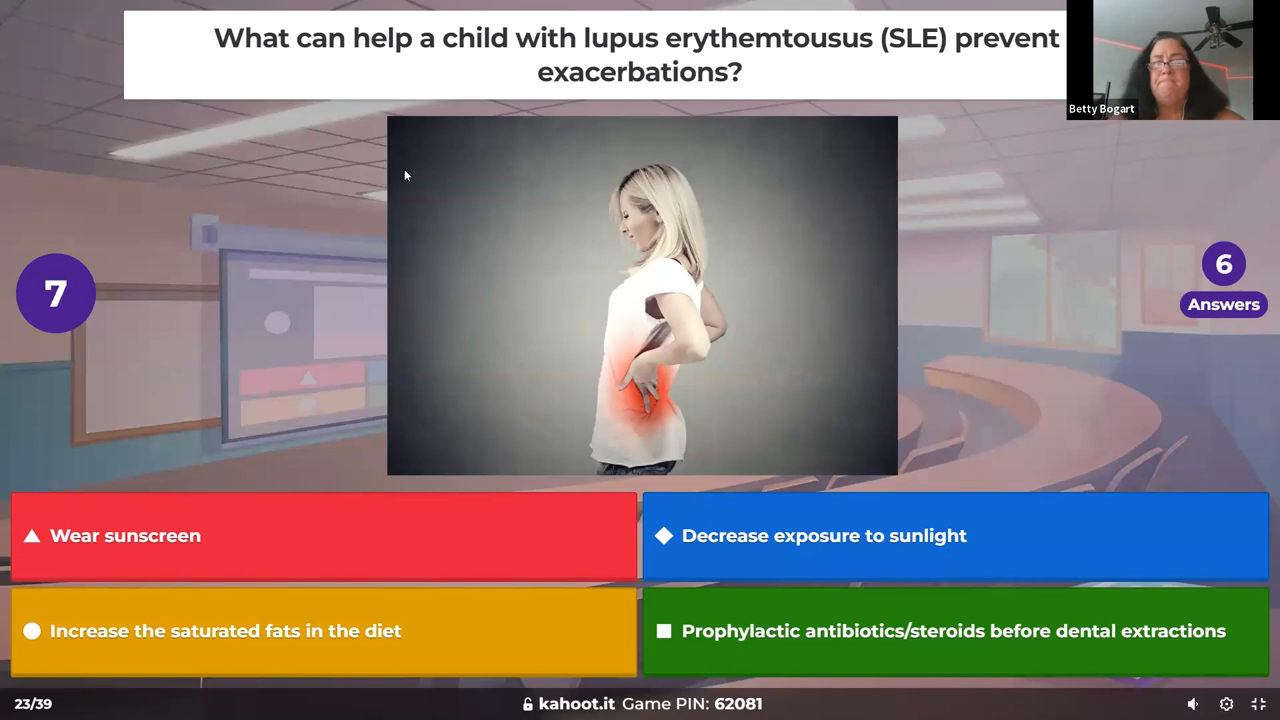 What can help a child with lupus erythemtousus (SLE) prevent
exacerbations?
Betty Bogart
7
6
Answers
Wear sunscreen
Decrease exposure to sunlight
Increase the saturated fats in the diet
Prophylactic antibiotics/steroids before dental extractions
23/39
kahoot.it Game PIN: 62081